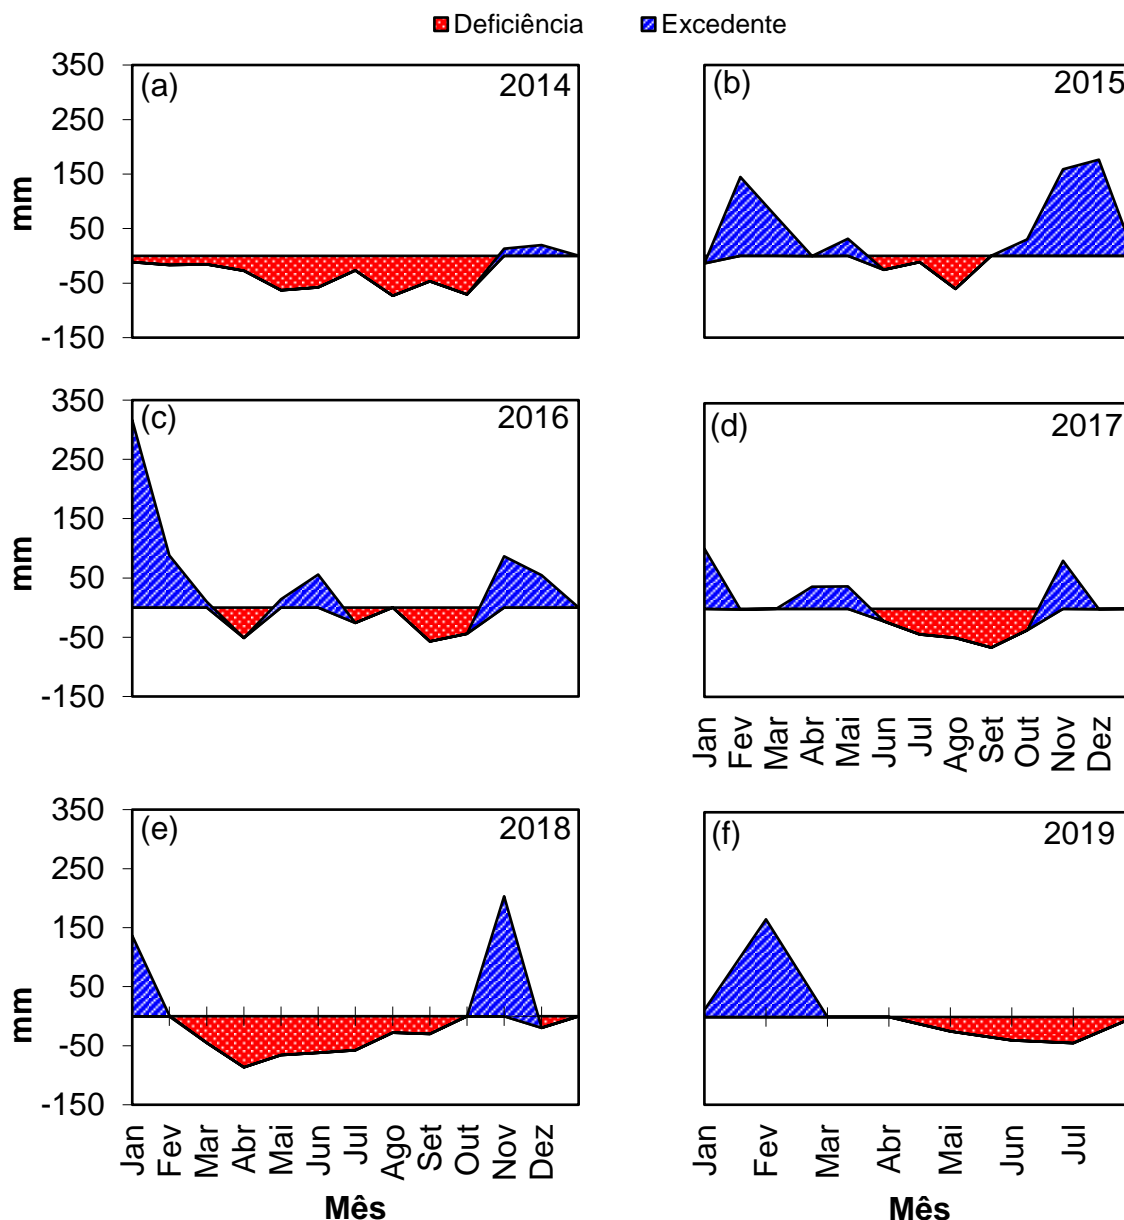 Deficiência Excedente
350
250
150
50
-50
-150
mm
(a) 2014
(b) 2015
350
250
150
50
-50
-150
mm
(c) 2016
(d) 2017
Jan Fev Mar Abr Mai Jun Jul Ago Set Out Nov Dez
350
250
150
50
-50
-150
mm
(e) 2018
(f) 2019
Jan Fev Mar Abr Mai Jun Jul Ago Set Out Nov Dez
Jan Fev Mar Abr Mai Jun Jul
Mês
Mês